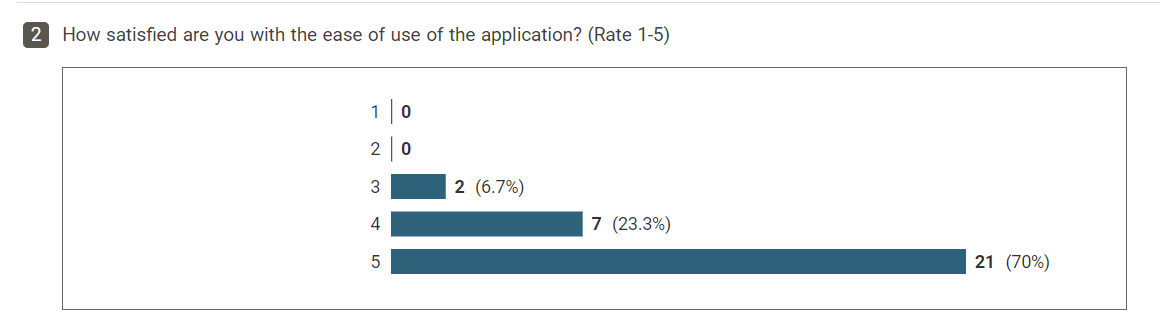 2 How satisfied are you with the ease of use of the application? (Rate 1-5)
1 0
2 0
3 2 (6.7%)
4 7 (23.3%)
5 21 (70%)